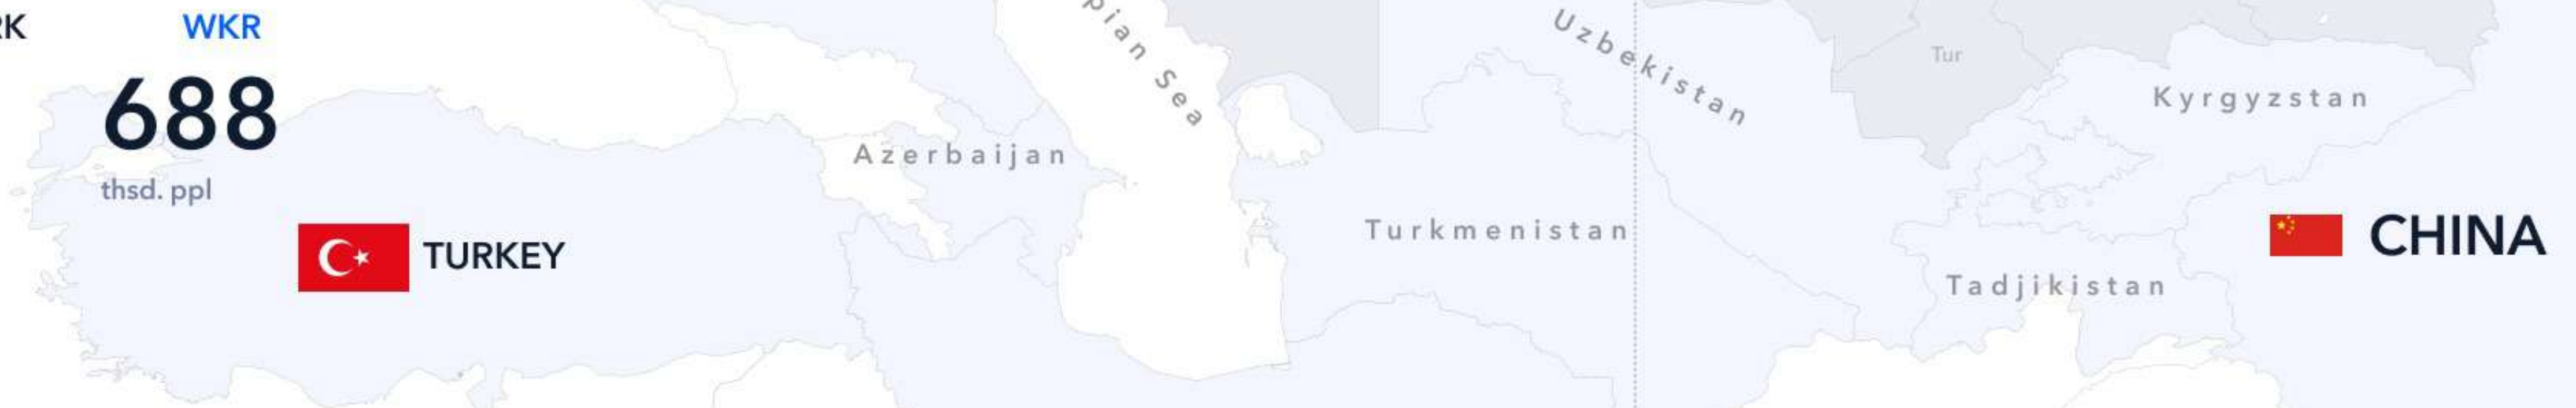 WKR
688
thsd. ppl
TURKEY
Azerbaijan
pian Sea
Turkmenistan
Uzbekistan
Tur
Kyrgyzstan
Tadjikistan
CHINA